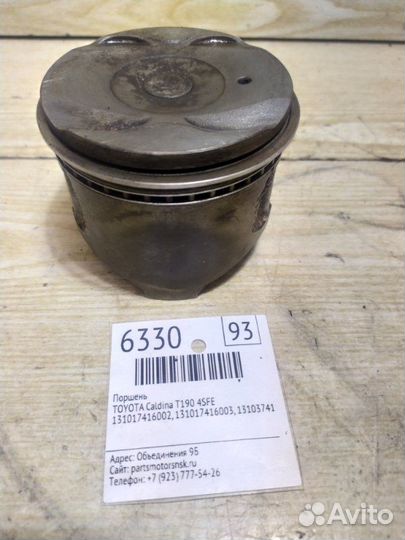 6330 93
Поршень
TOYOTA Caldina T190 4SFE
131017416002,131017416003,13103741
Адрес: Объединения 9Б
Сайт: partsmotorsnsk.ru
Телефон: +7 (923) 777-54-26
Avito